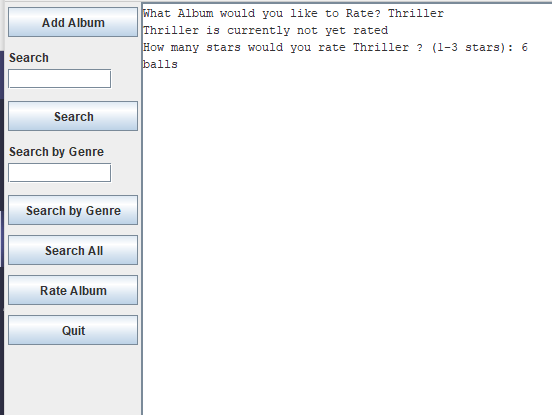 Add Album
Search
Search
Search by Genre
Search by Genre
Search All
Rate Album
Quit
What Album would you like to Rate? Thriller
Thriller is currently not yet rated
How many stars would you rate Thriller ? (1-3 stars): 6
balls